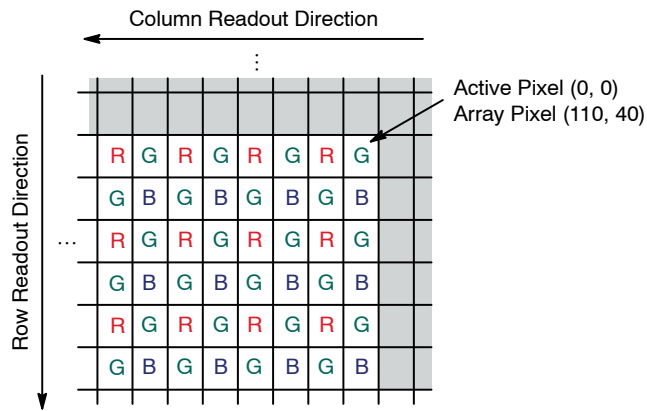 Column Readout Direction
...
Active Pixel (0, 0)
Array Pixel (110, 40)
Row Readout Direction
R G R G R G R G
G B G B G B G B
...
R G R G R G R G
G B G B G B G B
R G R G R G R G
G B G B G B G B